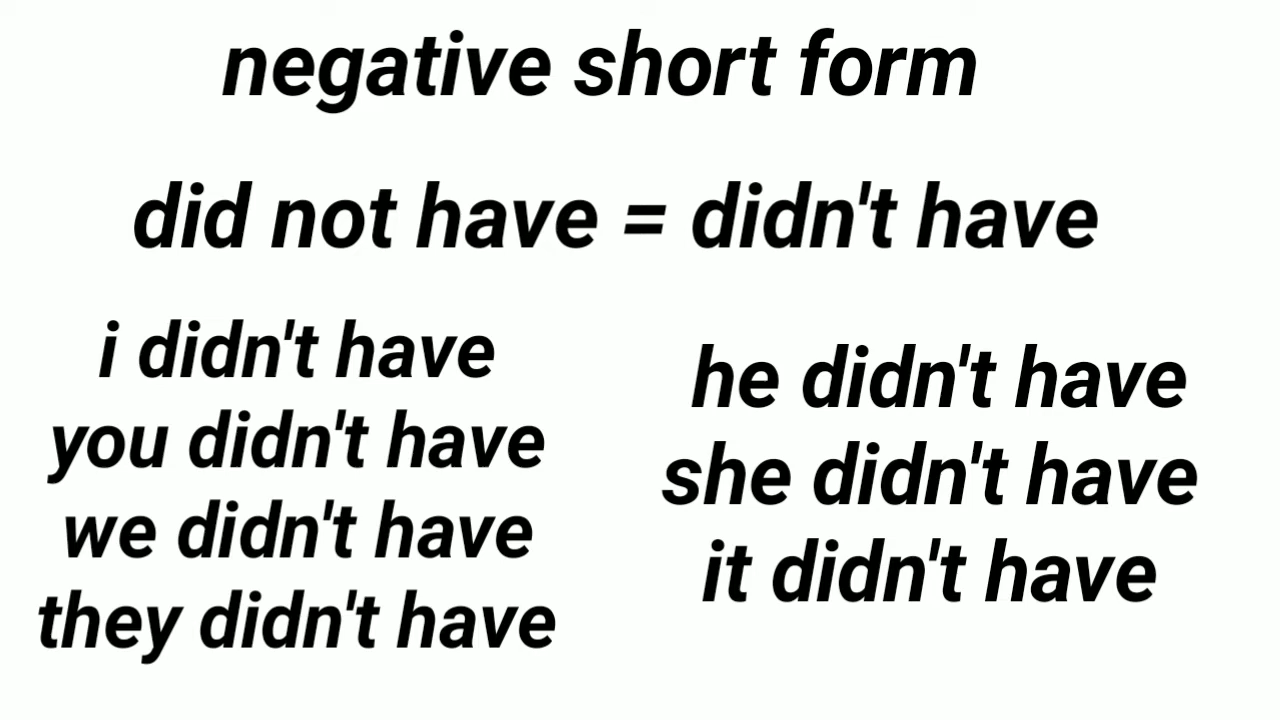 negative short form
did not have = didn't have
i didn't have
you didn't have
we didn't have
they didn't have
he didn't have
she didn't have
it didn't have